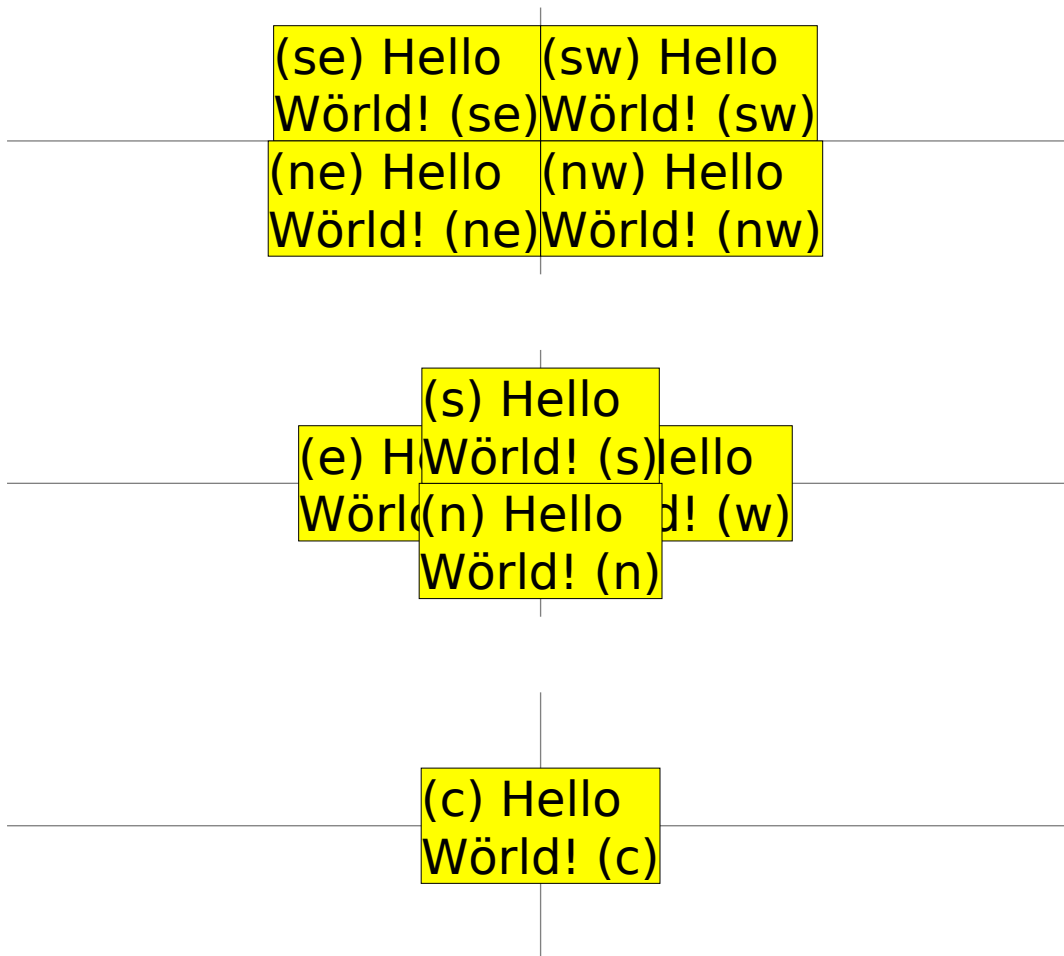 (se) Hello
Wörld! (se)
(sw) Hello
Wörld! (sw)
(ne) Hello
Wörld! (ne)
(nw) Hello
Wörld! (nw)
(s) Hello
Wörld! (s)
(e)
(w)
(n) Hello
Wörld! (n)
(c) Hello
Wörld! (c)